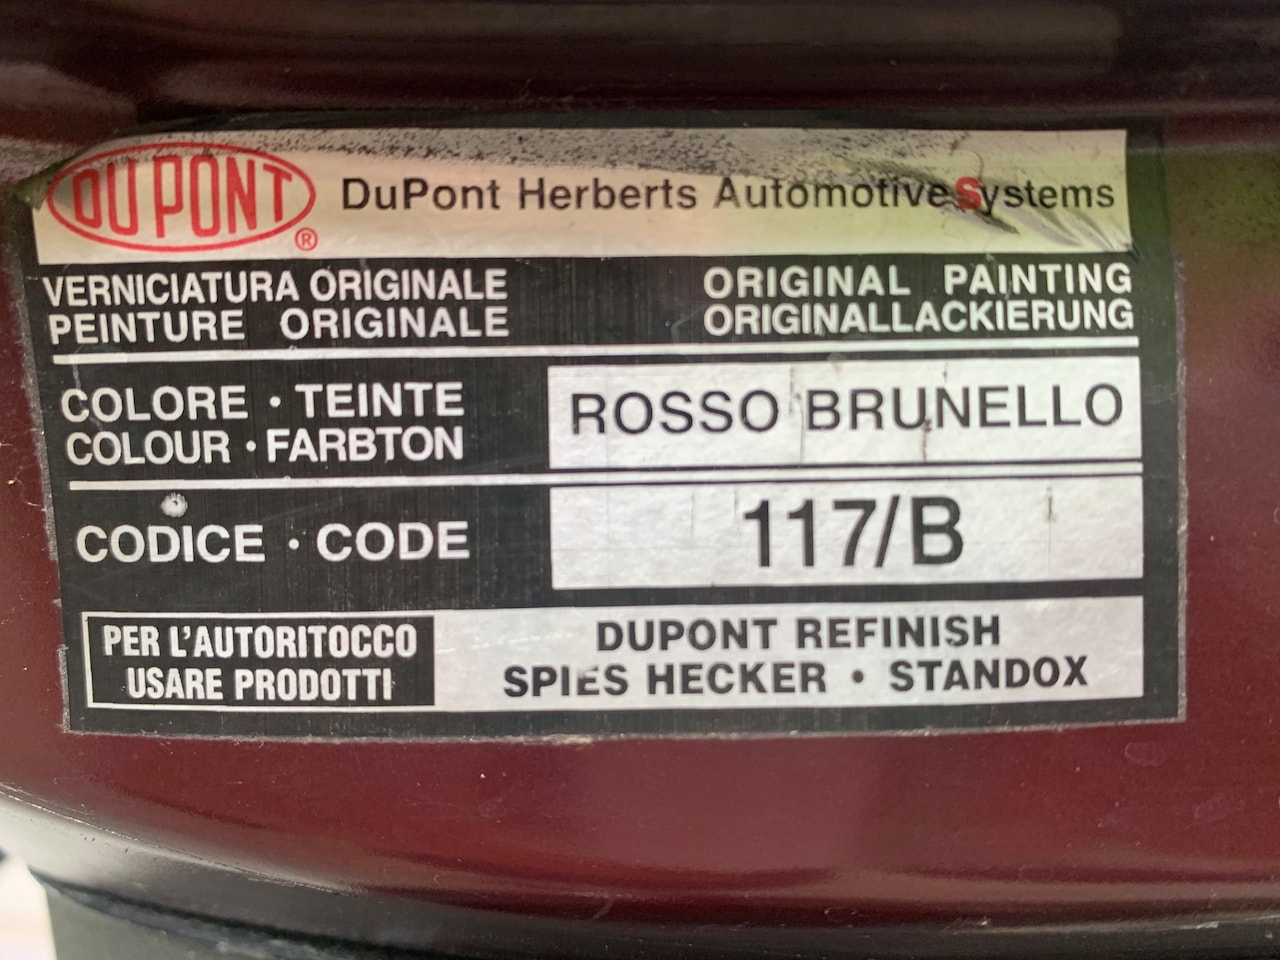 DU PONT ® DuPont Herberts Automotive Systems
VERNICIATURA ORIGINALE ORIGINAL PAINTING
PEINTURE ORIGINALE ORIGINALLACKIERUNG
COLORE · TEINTE ROSSO BRUNELLO
COLOUR · FARBTON
CODICE · CODE 117/B
PER L'AUTORITOCCO DUPONT REFINISH
USARE PRODOTTI SPIES HECKER • STANDOX